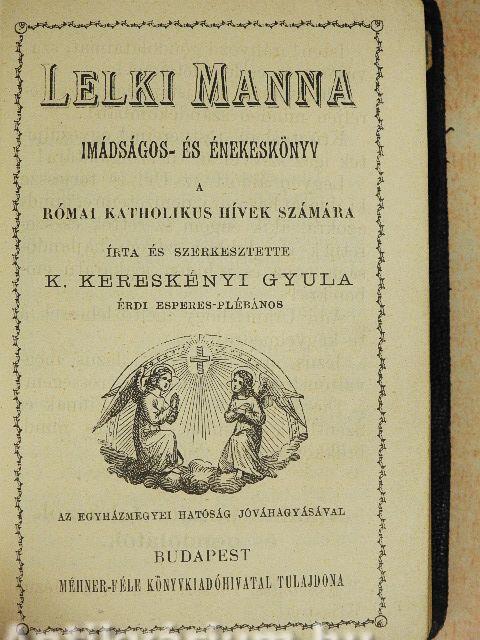 LELKI MANNA
IMÁDSÁGOS- ÉS ÉNEKESKÖNYV
A
RÓMAI KATHOLIKUS HÍVEK SZÁMÁRA
ÍRTA ÉS SZERKESZTETTE
K. KERESKÉNYI GYULA
ÉRDI ESPERES-PLÉBÁNOS
AZ EGYHÁZMEGYEI HATÓSÁG JÓVÁHAGYÁSÁVAL
BUDAPEST
MÉHNER-FÉLE KÖNYVKIADÓHIVATAL TULAJDONA